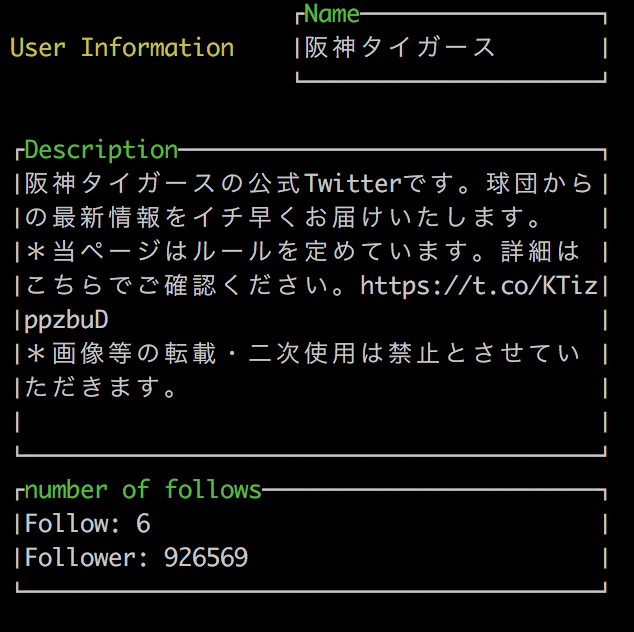 Name
User Information
阪神タイガース
Description
阪神タイガースの公式Twitterです。球団から
の最新情報をイチ早くお届けいたします。
＊当ページはルールを定めています。詳細は
こちらでご確認ください。https://t.co/KTiz
ppzbuD
＊画像等の転載・二次使用は禁止とさせてい
ただきます。
number of follows
Follow: 6
Follower: 926569